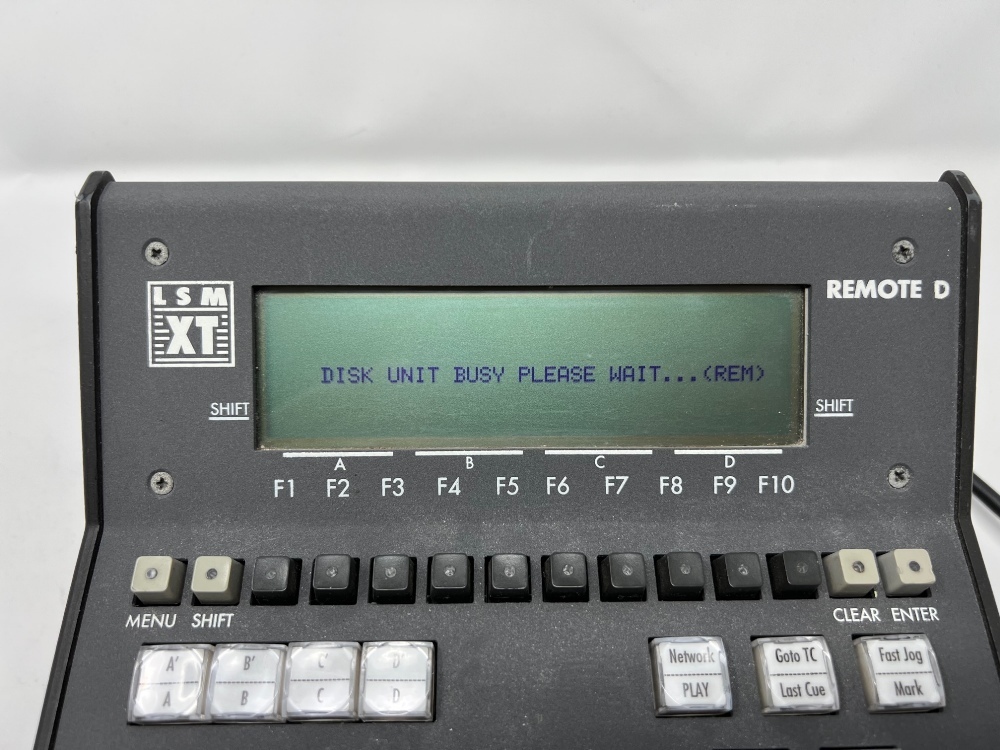 LSM
XT
REMOTE D
DISK UNIT BUSY PLEASE WAIT...(REM)
SHIFT
SHIFT
A B C D
F1 F2 F3 F4 F5 F6 F7 F8 F9 F10
MENU SHIFT CLEAR ENTER
A' B' C' D' Network Goto TC Fast Jog
A B C D PLAY Last Cue Mark